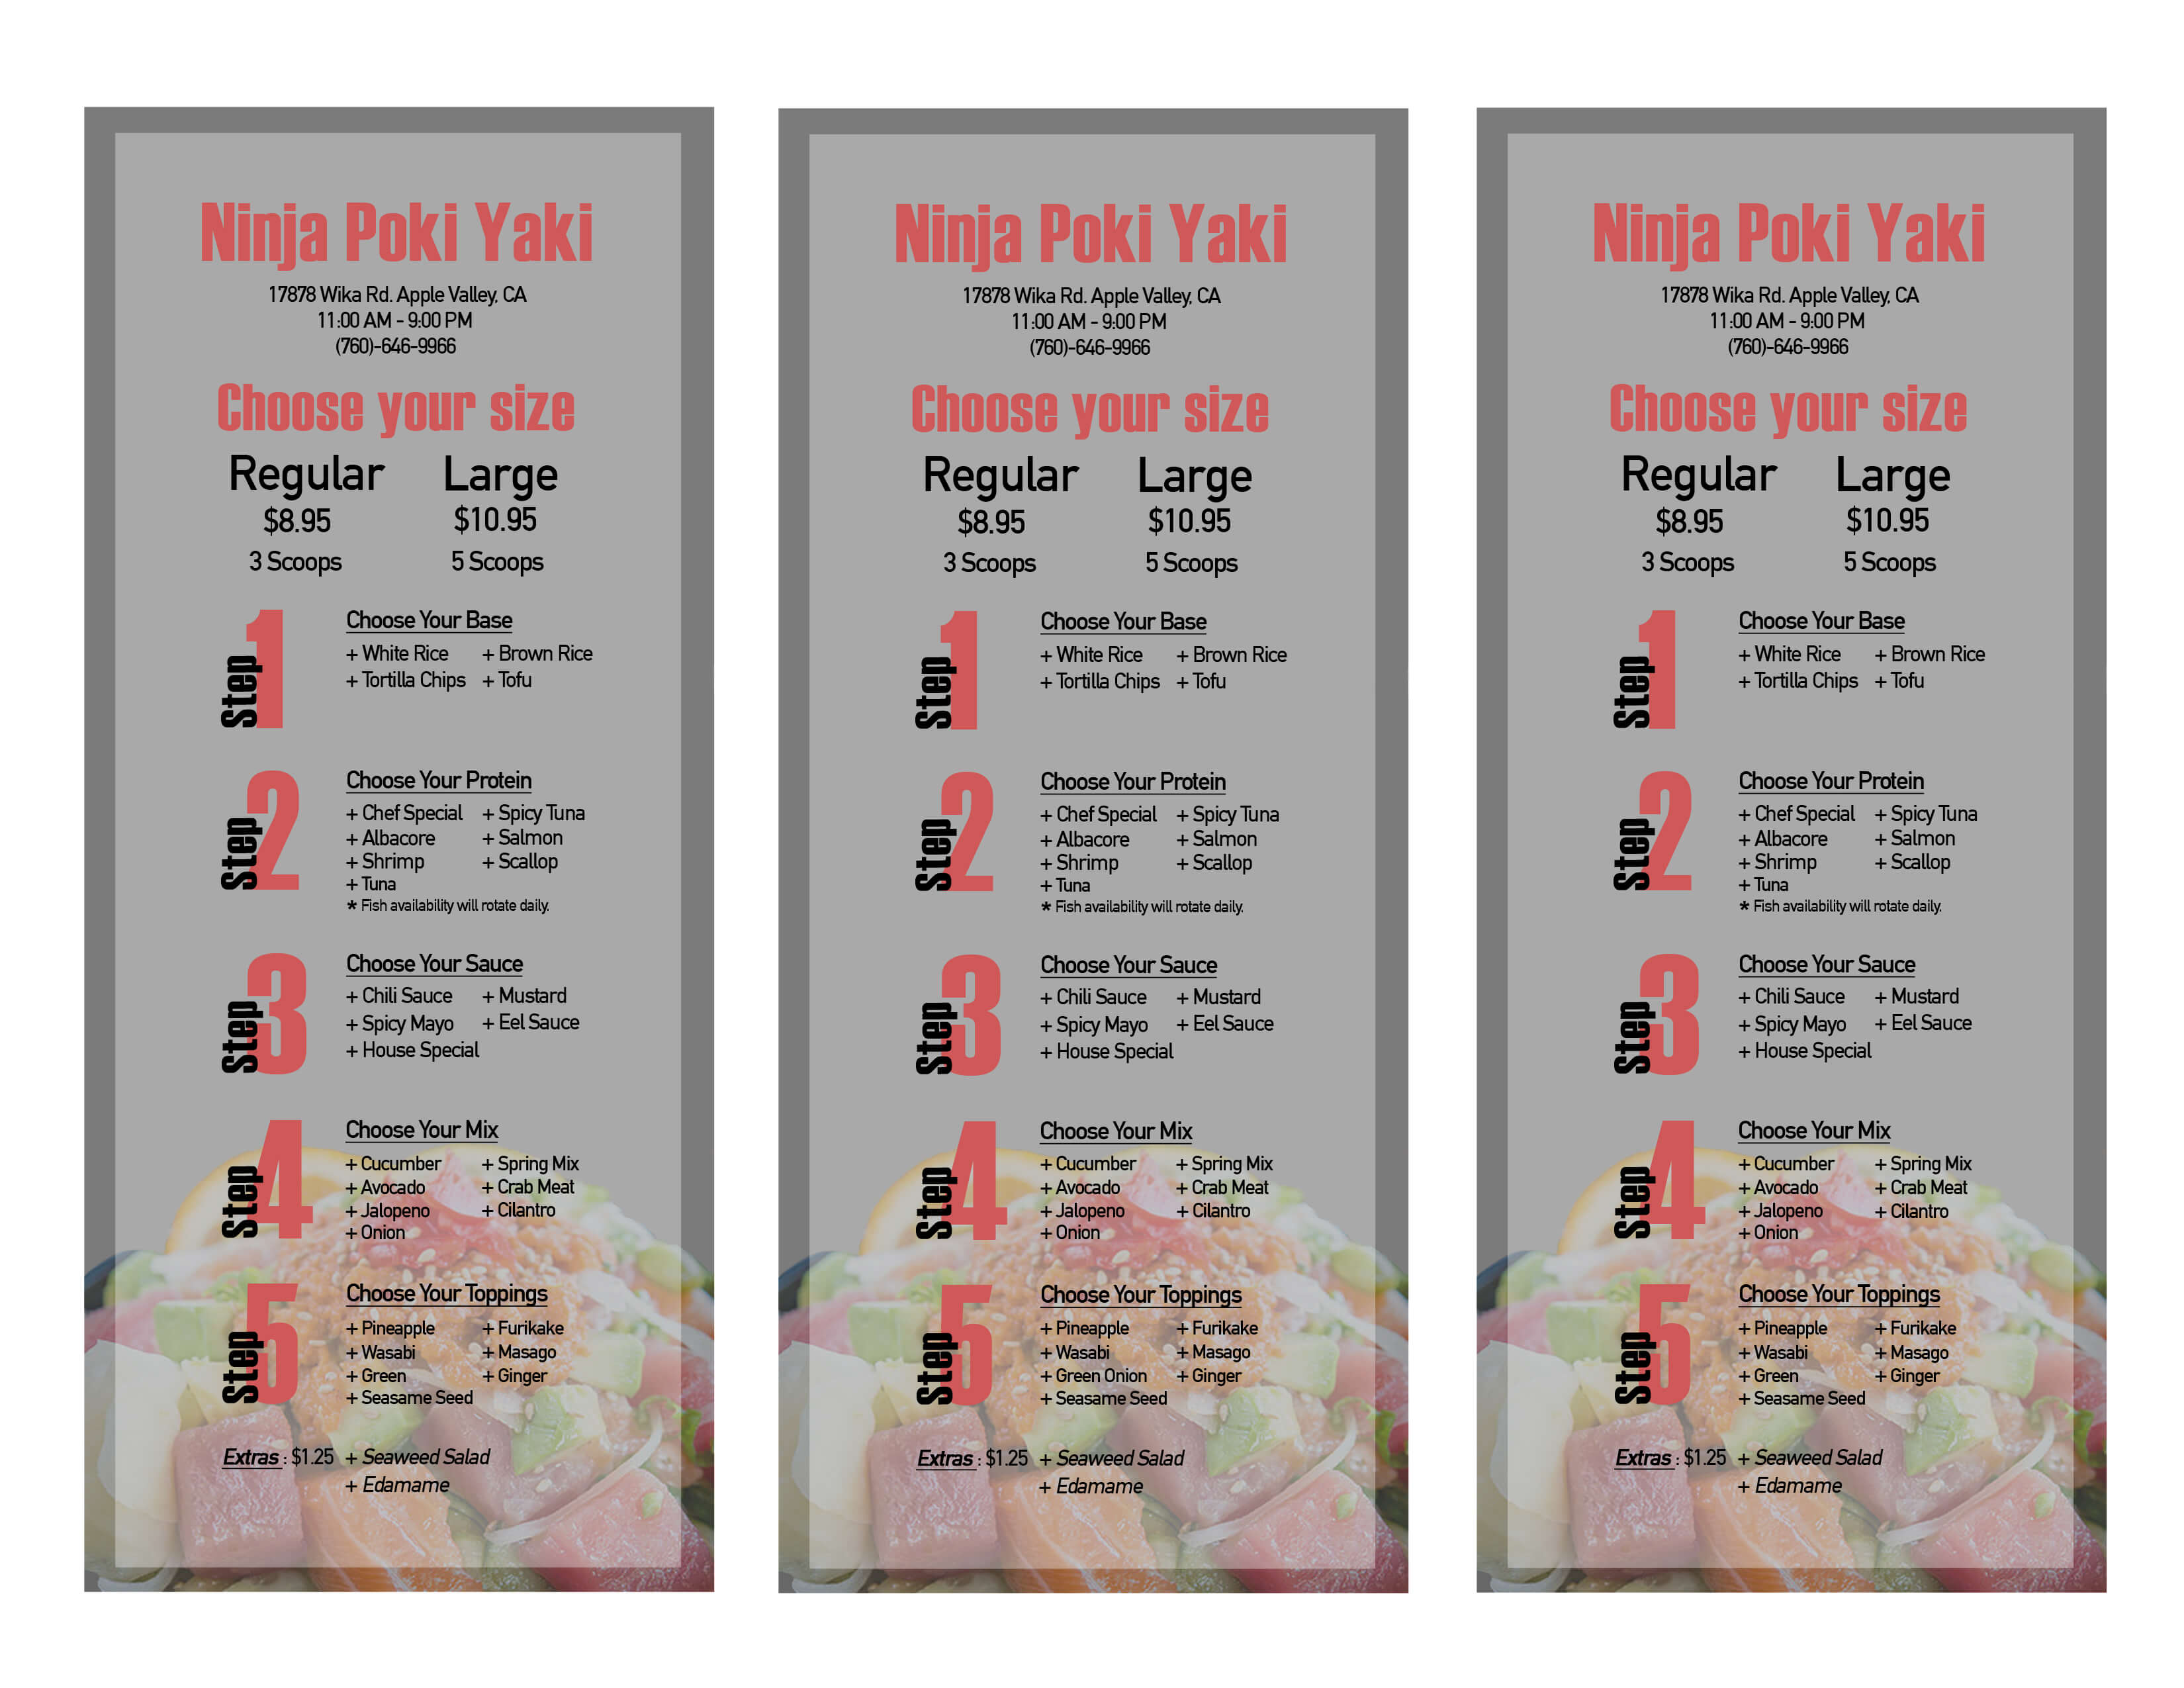 Ninja Poki Yaki
17878 Wika Rd. Apple Valley, CA
11:00 AM - 9:00 PM
(760)-646-9966
Choose your size
Regular Large
$8.95 $10.95
3 Scoops 5 Scoops
Step 1
Choose Your Base
+ White Rice + Brown Rice
+ Tortilla Chips + Tofu
Step 2
Choose Your Protein
+ Chef Special + Spicy Tuna
+ Albacore + Salmon
+ Shrimp + Scallop
+ Tuna
* Fish availability will rotate daily.
Step 3
Choose Your Sauce
+ Chili Sauce + Mustard
+ Spicy Mayo + Eel Sauce
+ House Special
Step 4
Choose Your Mix
+ Cucumber + Spring Mix
+ Avocado + Crab Meat
+ Jalopeno + Cilantro
+ Onion
Step 5
Choose Your Toppings
+ Pineapple + Furikake
+ Wasabi + Masago
+ Green + Ginger
+ Seasame Seed
Extras : $1.25 + Seaweed Salad
+ Edamame
Ninja Poki Yaki
17878 Wika Rd. Apple Valley, CA
11:00 AM - 9:00 PM
(760)-646-9966
Choose your size
Regular Large
$8.95 $10.95
3 Scoops 5 Scoops
Step 1
Choose Your Base
+ White Rice + Brown Rice
+ Tortilla Chips + Tofu
Step 2
Choose Your Protein
+ Chef Special + Spicy Tuna
+ Albacore + Salmon
+ Shrimp + Scallop
+ Tuna
* Fish availability will rotate daily.
Step 3
Choose Your Sauce
+ Chili Sauce + Mustard
+ Spicy Mayo + Eel Sauce
+ House Special
Step 4
Choose Your Mix
+ Cucumber + Spring Mix
+ Avocado + Crab Meat
+ Jalopeno + Cilantro
+ Onion
Step 5
Choose Your Toppings
+ Pineapple + Furikake
+ Wasabi + Masago
+ Green Onion + Ginger
+ Seasame Seed
Extras : $1.25 + Seaweed Salad
+ Edamame
Ninja Poki Yaki
17878 Wika Rd. Apple Valley, CA
11:00 AM - 9:00 PM
(760)-646-9966
Choose your size
Regular Large
$8.95 $10.95
3 Scoops 5 Scoops
Step 1
Choose Your Base
+ White Rice + Brown Rice
+ Tortilla Chips + Tofu
Step 2
Choose Your Protein
+ Chef Special + Spicy Tuna
+ Albacore + Salmon
+ Shrimp + Scallop
+ Tuna
* Fish availability will rotate daily.
Step 3
Choose Your Sauce
+ Chili Sauce + Mustard
+ Spicy Mayo + Eel Sauce
+ House Special
Step 4
Choose Your Mix
+ Cucumber + Spring Mix
+ Avocado + Crab Meat
+ Jalopeno + Cilantro
+ Onion
Step 5
Choose Your Toppings
+ Pineapple + Furikake
+ Wasabi + Masago
+ Green + Ginger
+ Seasame Seed
Extras : $1.25 + Seaweed Salad
+ Edamame